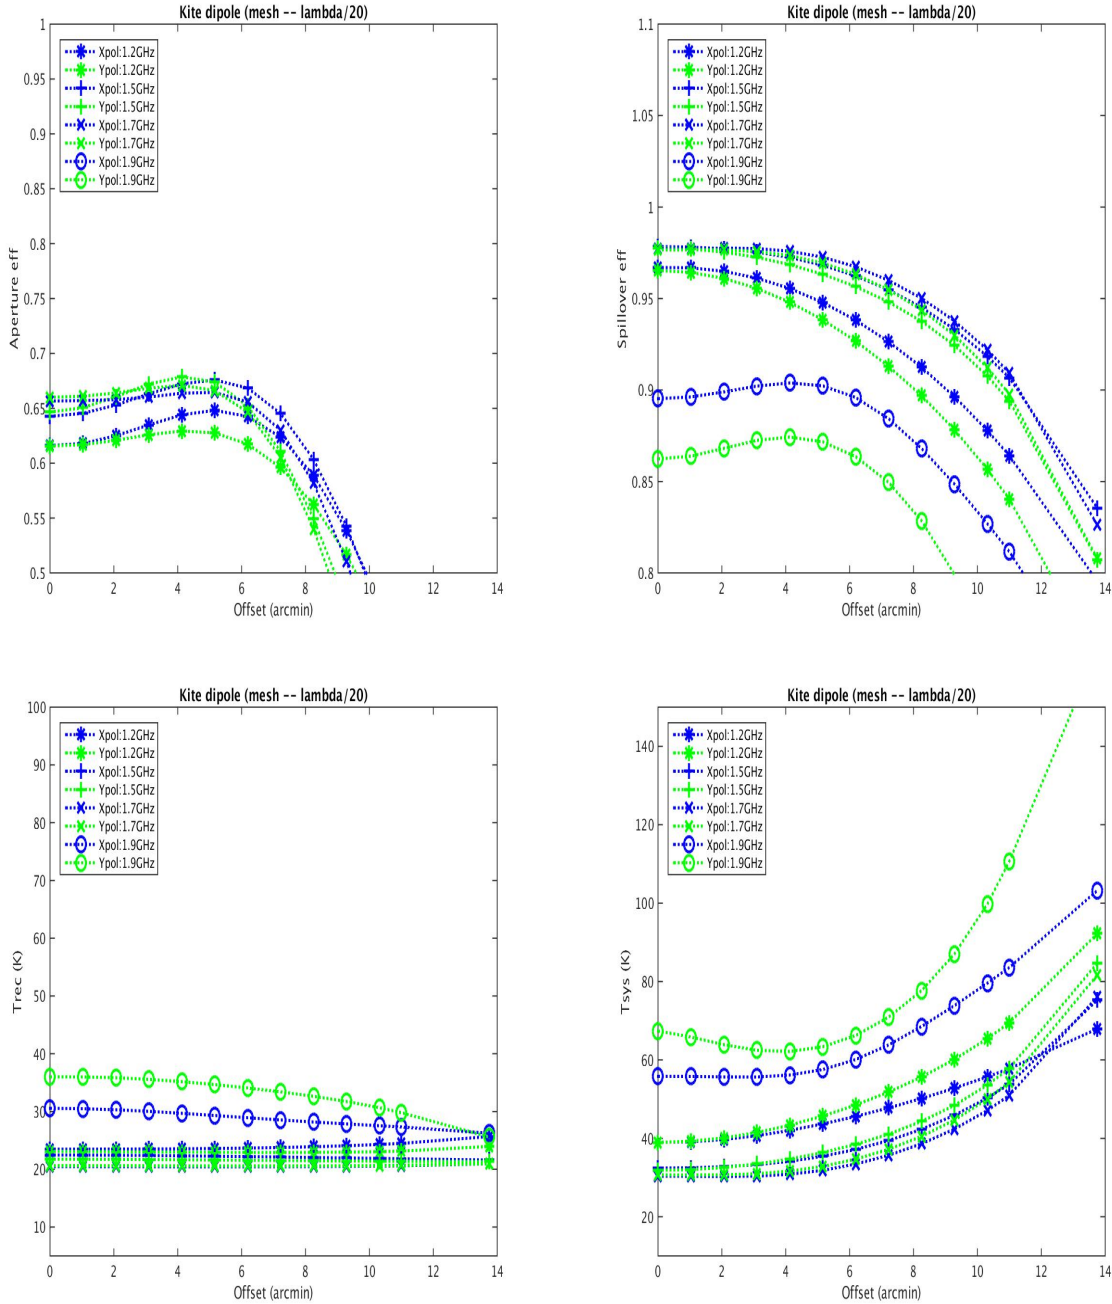 Kite dipole (mesh -- lambda/20)
1
0.95
0.9
0.85
0.8
0.75
0.7
0.65
0.6
0.55
0.5
Aperture eff
Xpol:1.2GHz
Ypol:1.2GHz
Xpol:1.5GHz
Ypol:1.5GHz
Xpol:1.7GHz
Ypol:1.7GHz
Xpol:1.9GHz
Ypol:1.9GHz
0 2 4 6 8 10 12 14
Offset (arcmin)
Kite dipole (mesh -- lambda/20)
1.1
1.05
1
0.95
0.9
0.85
0.8
Spillover eff
Xpol:1.2GHz
Ypol:1.2GHz
Xpol:1.5GHz
Ypol:1.5GHz
Xpol:1.7GHz
Ypol:1.7GHz
Xpol:1.9GHz
Ypol:1.9GHz
0 2 4 6 8 10 12 14
Offset (arcmin)
Kite dipole (mesh -- lambda/20)
100
90
80
70
60
50
40
30
20
10
Trec (K)
Xpol:1.2GHz
Ypol:1.2GHz
Xpol:1.5GHz
Ypol:1.5GHz
Xpol:1.7GHz
Ypol:1.7GHz
Xpol:1.9GHz
Ypol:1.9GHz
0 2 4 6 8 10 12 14
Offset (arcmin)
Kite dipole (mesh -- lambda/20)
140
120
100
80
60
40
20
Tsys (K)
Xpol:1.2GHz
Ypol:1.2GHz
Xpol:1.5GHz
Ypol:1.5GHz
Xpol:1.7GHz
Ypol:1.7GHz
Xpol:1.9GHz
Ypol:1.9GHz
0 2 4 6 8 10 12 14
Offset (arcmin)